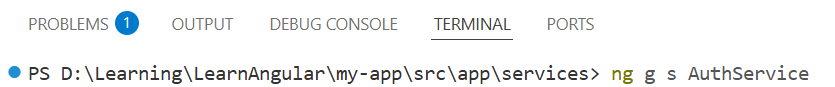 PROBLEMS 1 OUTPUT DEBUG CONSOLE TERMINAL PORTS
PS D:\Learning\LearnAngular\my-app\src\app\services> ng g s AuthService